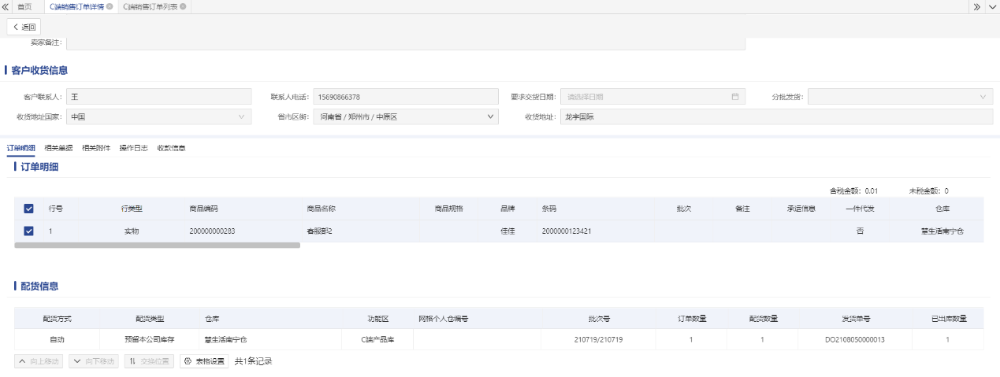 首页 C端销售订单详情 C端销售订单列表
返回
卖家备注：
客户收货信息
客户联系人： 王 联系人电话： 15690866378 要求交货日期： 请选择日期 分批发货：
收货地址国家： 中国 省市区街： 河南省 / 郑州市 / 中原区 收货地址： 龙宇国际
订单明细 相关单据 相关附件 操作日志 收款信息
订单明细
含税金额：0.01 未税金额：0
行号 行类型 商品编码 商品名称 商品规格 品牌 条码 批次 备注 承运信息 一件代发 仓库
1 实物 200000000283 客服部2 佳佳 2000000123421 否 慧生活南宁仓
配货信息
配货方式 配货类型 仓库 功能区 网格个人仓编号 批次号 订单数量 配货数量 发货单号 已出库数量
自动 预留本公司库存 慧生活南宁仓 C端产品库 210719/210719 1 1 DO2108050000013 1
向上移动 向下移动 交换位置 表格设置 共1条记录